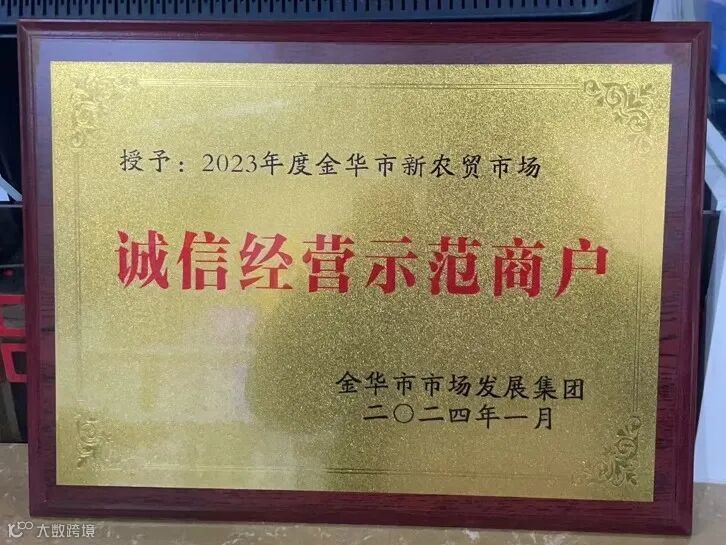 授予：2023年度金华市新农贸市场
诚信经营示范商户
金华市市场发展集团
二〇二四年一月
大数跨境